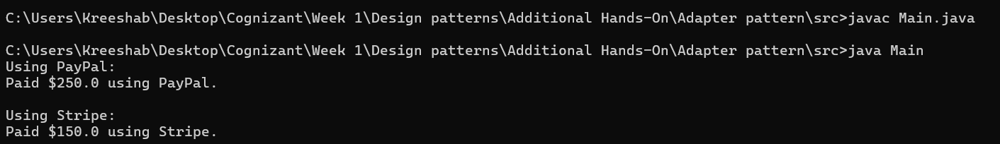 C:\Users\Kreeshab\Desktop\Cognizant\Week 1\Design patterns\Additional Hands-On\Adapter pattern\src>javac Main.java
C:\Users\Kreeshab\Desktop\Cognizant\Week 1\Design patterns\Additional Hands-On\Adapter pattern\src>java Main
Using PayPal:
Paid $250.0 using PayPal.
Using Stripe:
Paid $150.0 using Stripe.